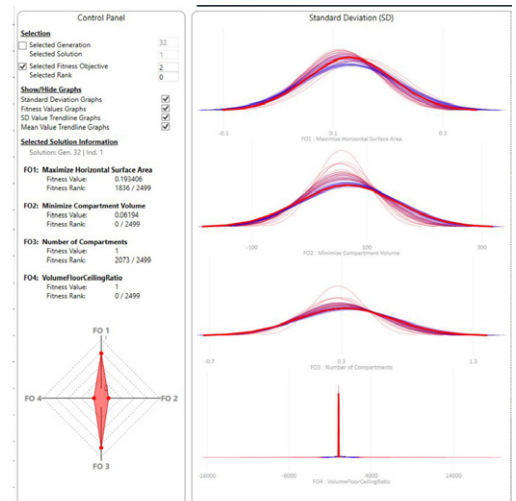 Control Panel
Selection
Selected Generation 32
Selected Solution 1
Selected Fitness Objective 2
Selected Rank 0
Show/Hide Graphs
Standard Deviation Graphs
Fitness Values Graphs
SD Value Trendline Graphs
Mean Value Trendline Graphs
Selected Solution Information
Solution: Gen. 32 | Ind. 1
FO1: Maximize Horizontal Surface Area
Fitness Value: 0.193406
Fitness Rank: 1836 / 2499
FO2: Minimize Compartment Volume
Fitness Value: 0.06194
Fitness Rank: 0 / 2499
FO3: Number of Compartments
Fitness Value: 1
Fitness Rank: 2073 / 2499
FO4: VolumeFloorCeilingRatio
Fitness Value: 1
Fitness Rank: 0 / 2499
FO 1
FO 4
FO 2
FO 3
Standard Deviation (SD)
-0.1 0.1 0.3
FO1 : Maximize Horizontal Surface Area
-100 100 300
FO2 : Minimize Compartment Volume
-0.7 0.3 1.3
FO3 : Number of Compartments
-16000 -6000 4000 14000
FO4 : VolumeFloorCeilingRatio